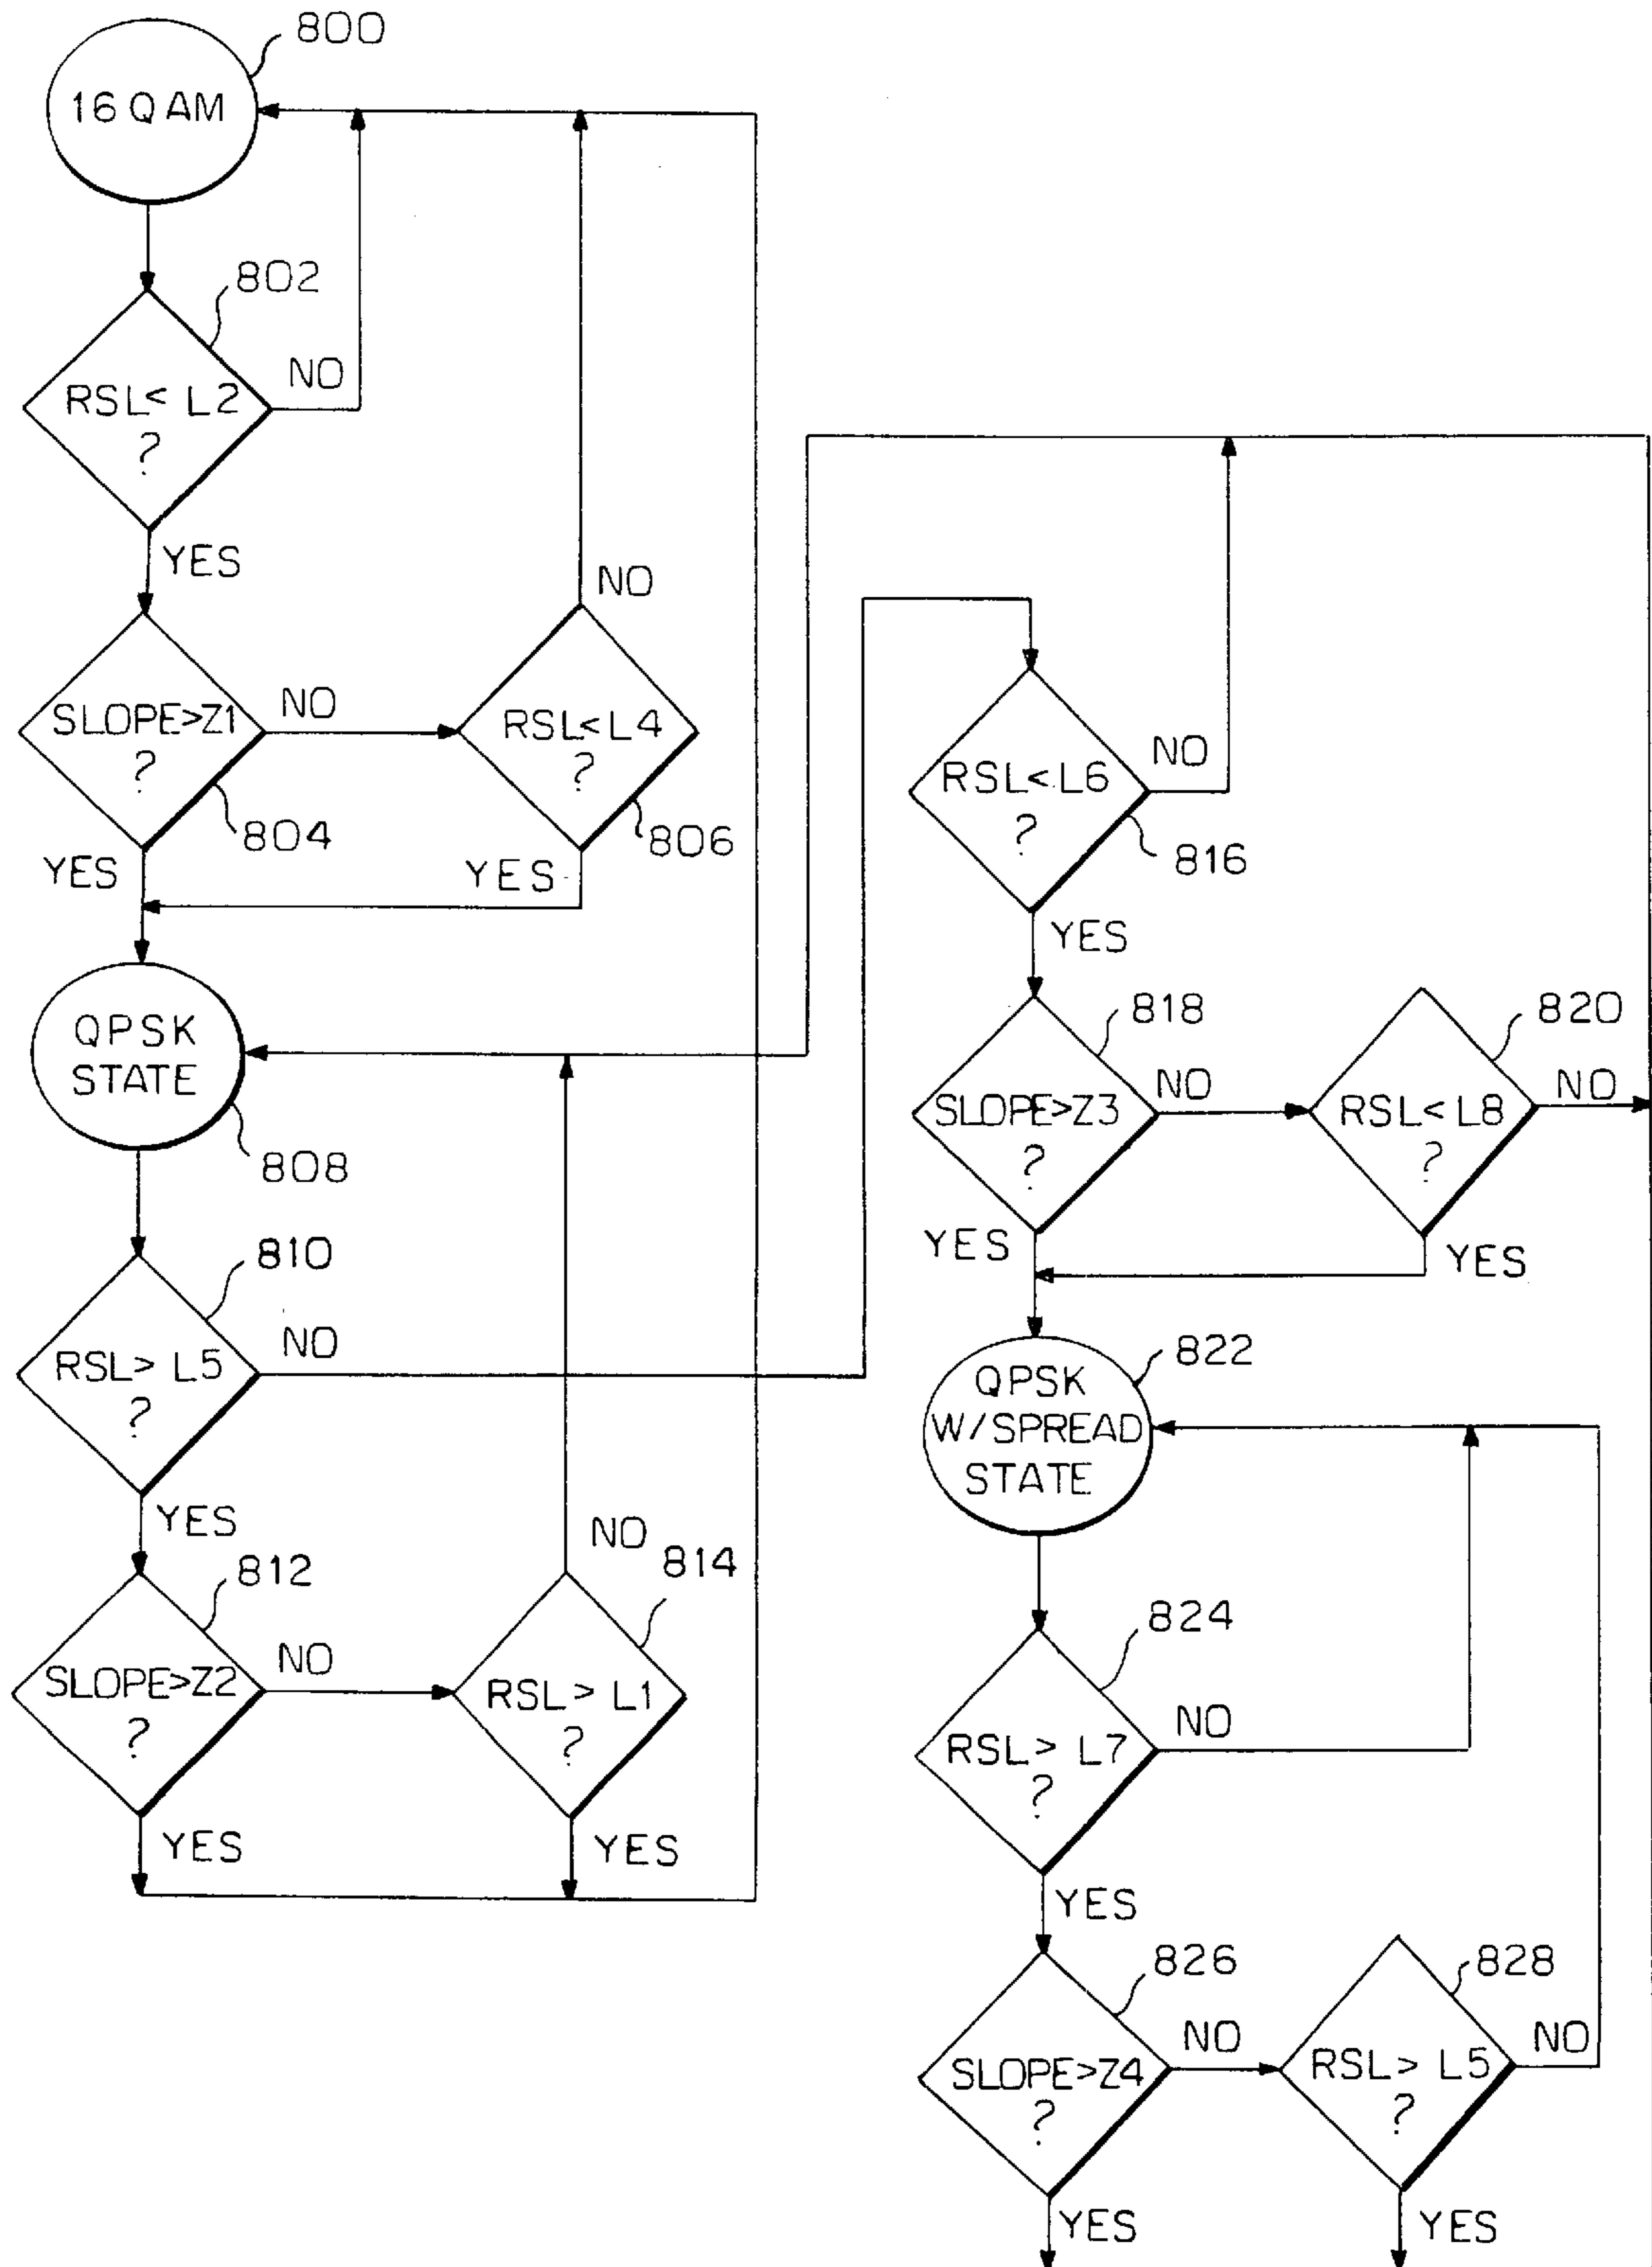 800
16 QAM
802
RSL< L2
?
NO
YES
SLOPE>Z1
?
NO
804
YES
RSL<L4
?
NO
806
YES
QPSK
STATE
808
810
RSL> L5
?
NO
YES
812
SLOPE>Z2
?
NO
YES
814
RSL> L1
?
NO
YES
RSL<L6
?
NO
816
YES
818
SLOPE>Z3
?
NO
YES
820
RSL<L8
?
NO
YES
822
QPSK
W/SPREAD
STATE
824
RSL> L7
?
NO
YES
826
SLOPE>Z4
?
NO
YES
828
RSL> L5
?
NO
YES